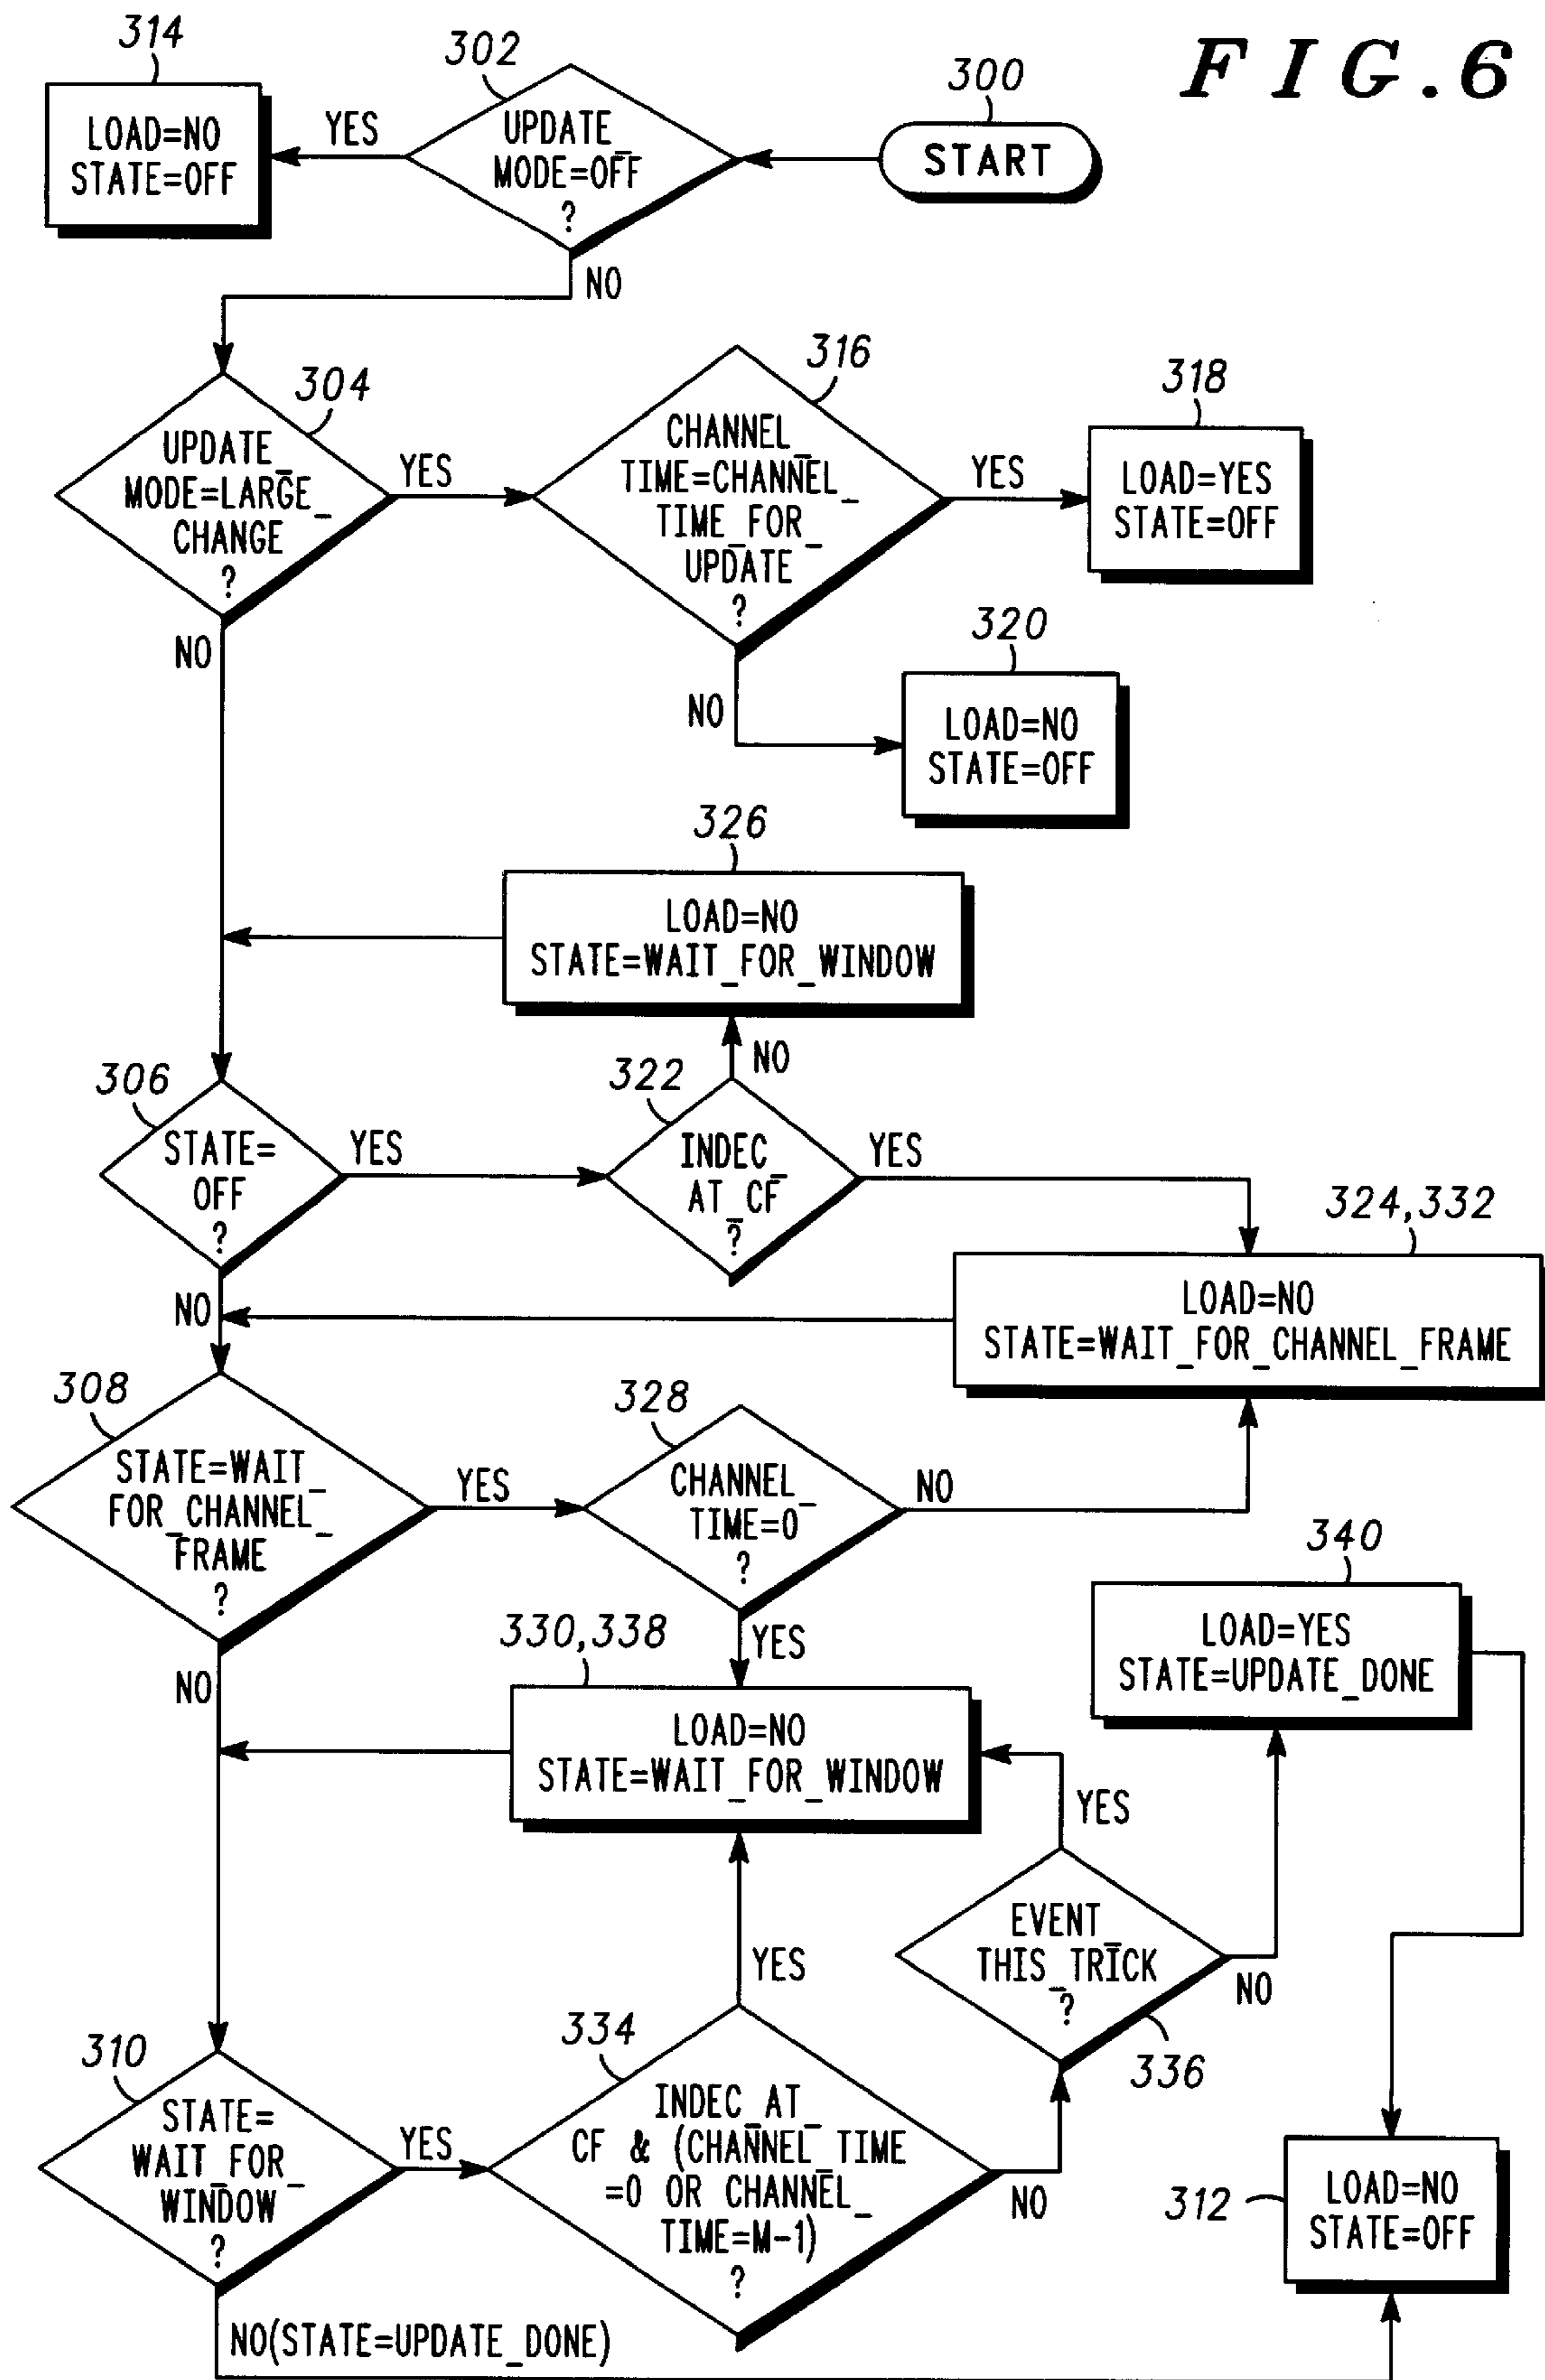 FIG.6
314
302
300
LOAD=NO
STATE=OFF
YES
UPDATE_
MODE=OFF
?
START
NO
304
316
318
UPDATE_
MODE=LARGE_
CHANGE
?
YES
CHANNEL_
TIME=CHANNEL_
TIME_FOR_
UPDATE
?
YES
LOAD=YES
STATE=OFF
NO
320
NO
LOAD=NO
STATE=OFF
326
LOAD=NO
STATE=WAIT_FOR_WINDOW
NO
306
322
STATE=
OFF
?
YES
INDEC_
AT_CF
?
YES
324,332
NO
LOAD=NO
STATE=WAIT_FOR_CHANNEL_FRAME
308
328
STATE=WAIT_
FOR_CHANNEL_
FRAME
?
YES
CHANNEL_
TIME=0
?
NO
340
330,338
YES
LOAD=YES
STATE=UPDATE_DONE
NO
LOAD=NO
STATE=WAIT_FOR_WINDOW
YES
EVENT_
THIS_TRICK
?
NO
YES
336
310
334
STATE=
WAIT_FOR_
WINDOW
?
YES
INDEC_AT_
CF & (CHANNEL_TIME
=0 OR CHANNEL_
TIME=M-1)
?
NO
312
LOAD=NO
STATE=OFF
NO(STATE=UPDATE_DONE)